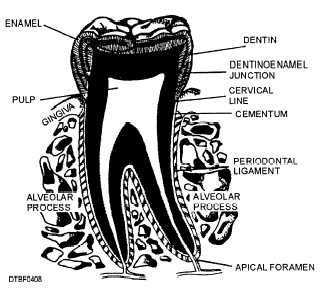 ENAMEL
DENTIN
DENTINOENAMEL
JUNCTION
CERVICAL
LINE
PULP
GINGIVA
CEMENTUM
PERIODONTAL
LIGAMENT
ALVEOLAR
PROCESS
ALVEOLAR
PROCESS
APICAL FORAMEN
DTBF0408